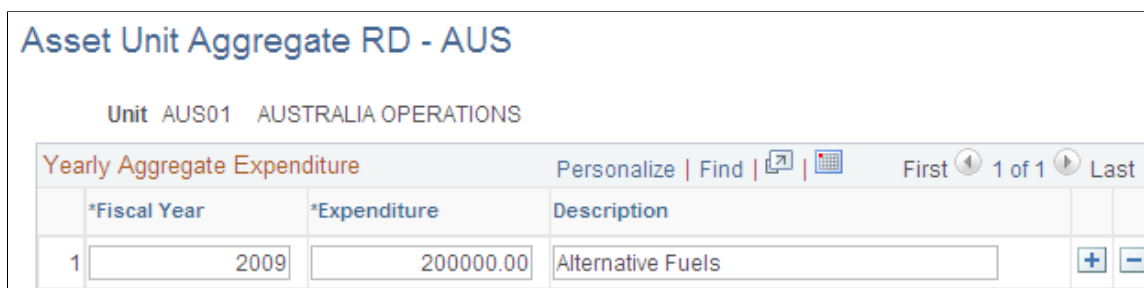 Asset Unit Aggregate RD - AUS
Unit AUS01 AUSTRALIA OPERATIONS
Yearly Aggregate Expenditure Personalize | Find | | First 1 of 1 Last
*Fiscal Year *Expenditure Description
1 2009 200000.00 Alternative Fuels